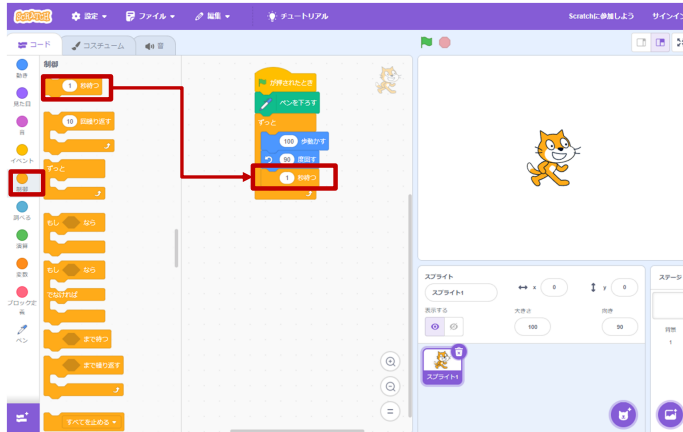 SCRATCH 設定 ファイル 編集 チュートリアル Scratchに参加しよう サインイン
コード コスチューム 音
動き
見た目
音
イベント
制御
調べる
演算
変数
ブロック定義
ペン
制御
1 秒待つ
10 回繰り返す
ずっと
もし なら
もし なら
でなければ
まで待つ
まで繰り返す
すべてを止める
が押されたとき
ペンを下ろす
ずっと
100 歩動かす
90 度回す
1 秒待つ
スプライト
スプライト1 x 0 y 0
表示する 大きさ 向き
100 90
スプライト1
ステージ
背景
1